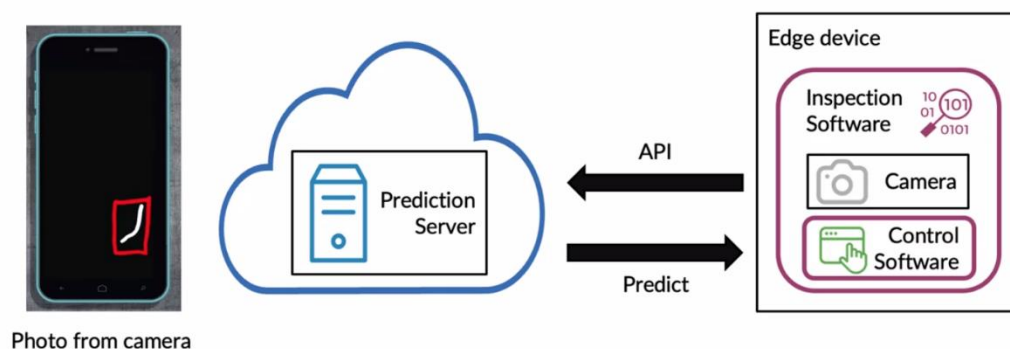 Photo from camera
Prediction
Server
API
Predict
Edge device
Inspection
Software
10
01
101
0101
Camera
Control
Software